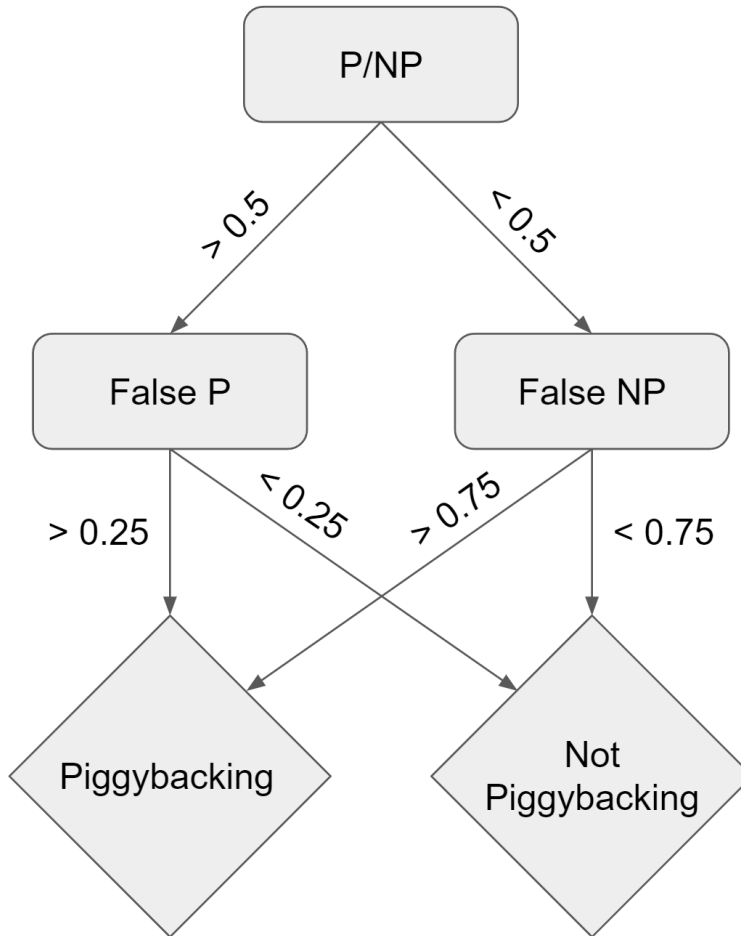 P/NP
> 0.5
< 0.5
False P
False NP
> 0.25
< 0.25
> 0.75
< 0.75
Piggybacking
Not
Piggybacking